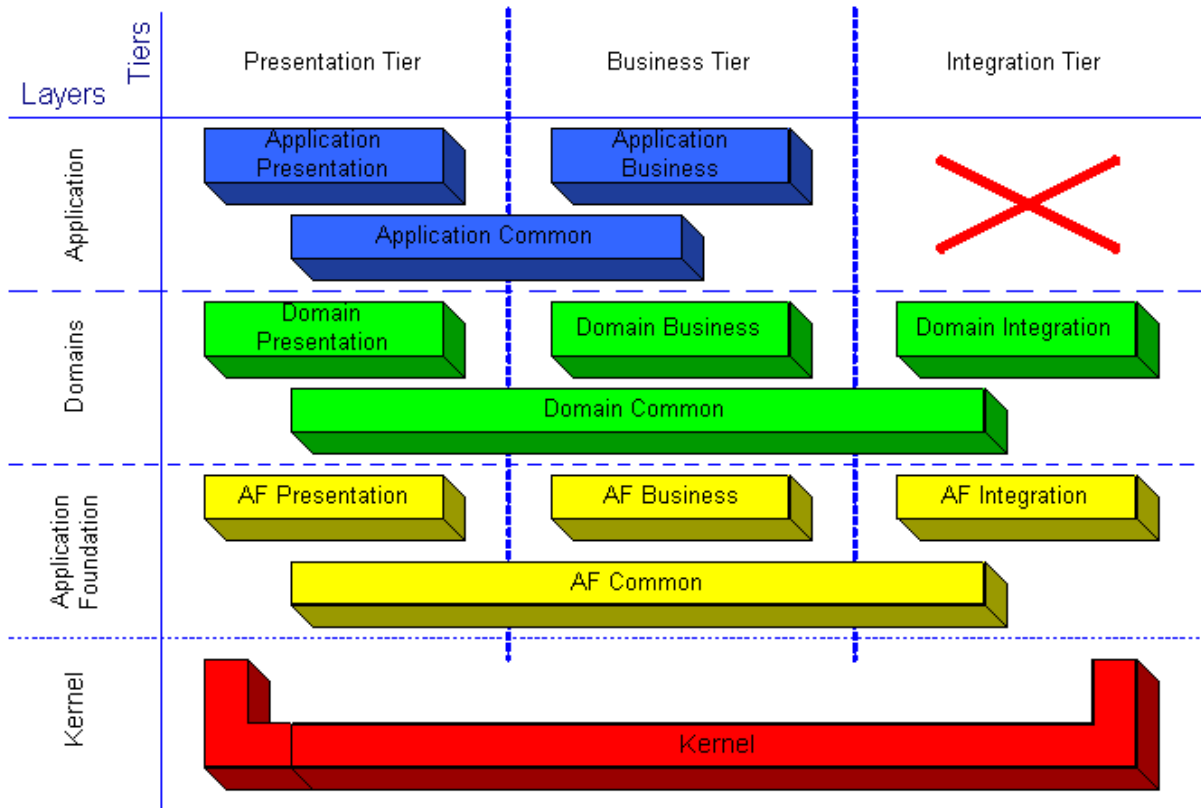 Tiers
Layers
Presentation Tier
Business Tier
Integration Tier
Application
Application
Presentation
Application
Business
Application Common
Domains
Domain
Presentation
Domain Business
Domain Integration
Domain Common
Application
Foundation
AF Presentation
AF Business
AF Integration
AF Common
Kernel
Kernel